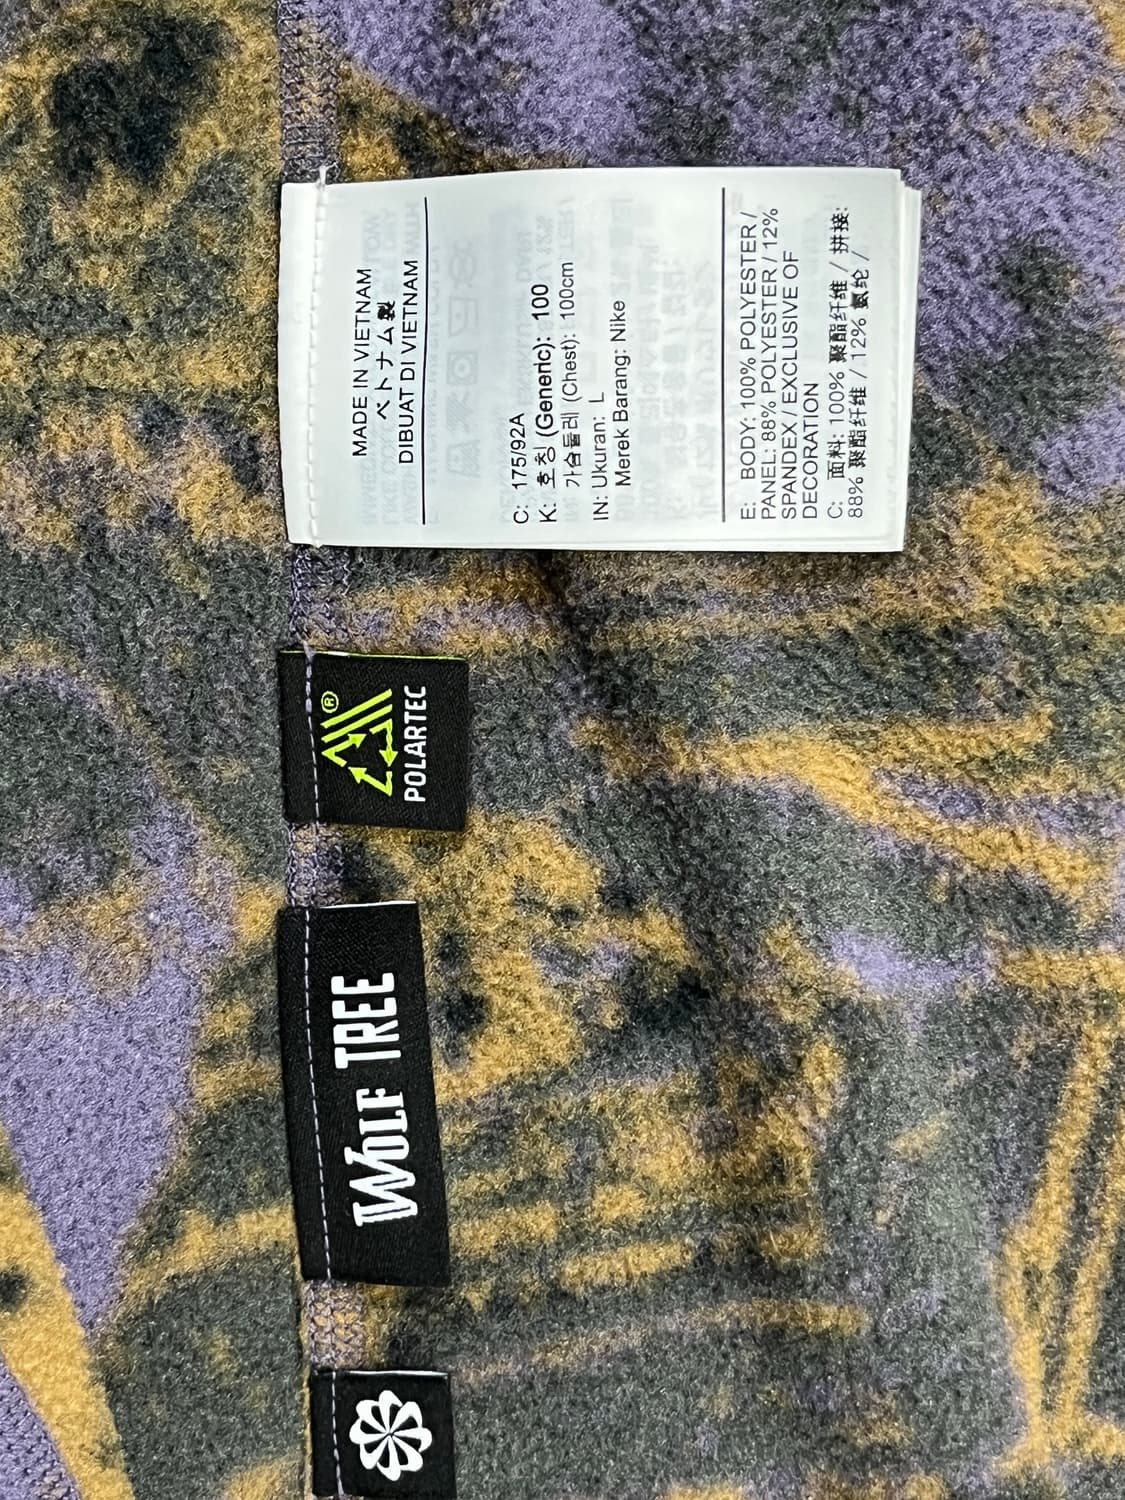 MADE IN VIETNAM
ベトナム製
DIBUAT DI VIETNAM
C: 175/92A
K: 호칭 (Generic): 100
가슴둘레 (Chest): 100cm
IN: Ukuran: L
Merek Barang: Nike
E: BODY: 100% POLYESTER /
PANEL: 88% POLYESTER / 12%
SPANDEX / EXCLUSIVE OF
DECORATION
C: 面料: 100% 聚酯纤维 / 拼接:
88% 聚酯纤维 / 12% 氨纶 /
®
POLARTEC
WOLF TREE